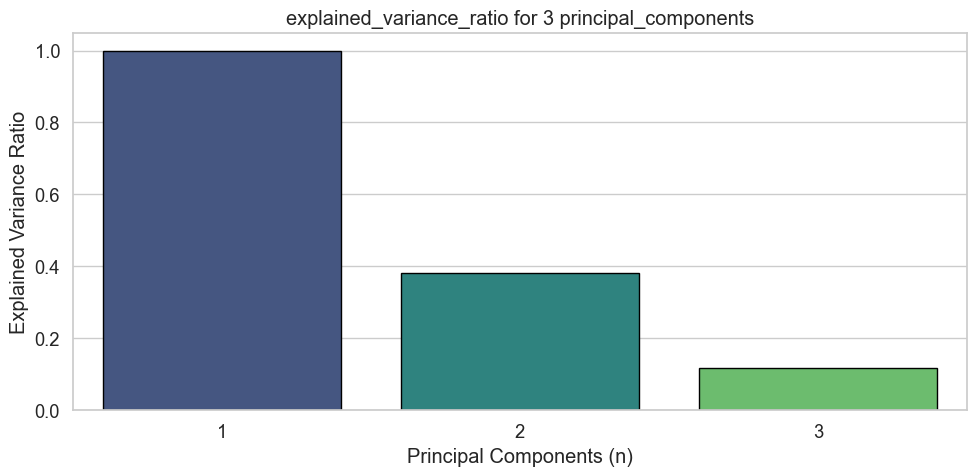 explained_variance_ratio for 3 principal_components
Explained Variance Ratio
1.0
0.8
0.6
0.4
0.2
0.0
1 2 3
Principal Components (n)